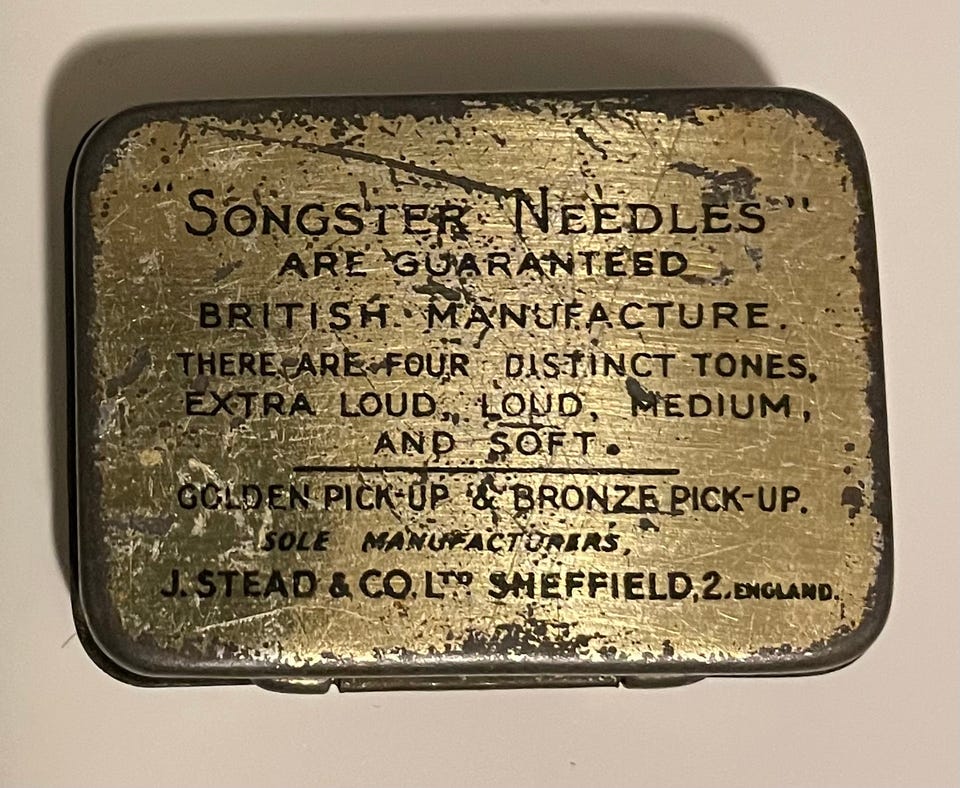 "SONGSTER NEEDLES"
ARE GUARANTEED
BRITISH MANUFACTURE.
THERE ARE FOUR DISTINCT TONES,
EXTRA LOUD, LOUD, MEDIUM,
AND SOFT.
GOLDEN PICK-UP & BRONZE PICK-UP.
SOLE MANUFACTURERS,
J. STEAD & CO. LTD SHEFFIELD, 2. ENGLAND.